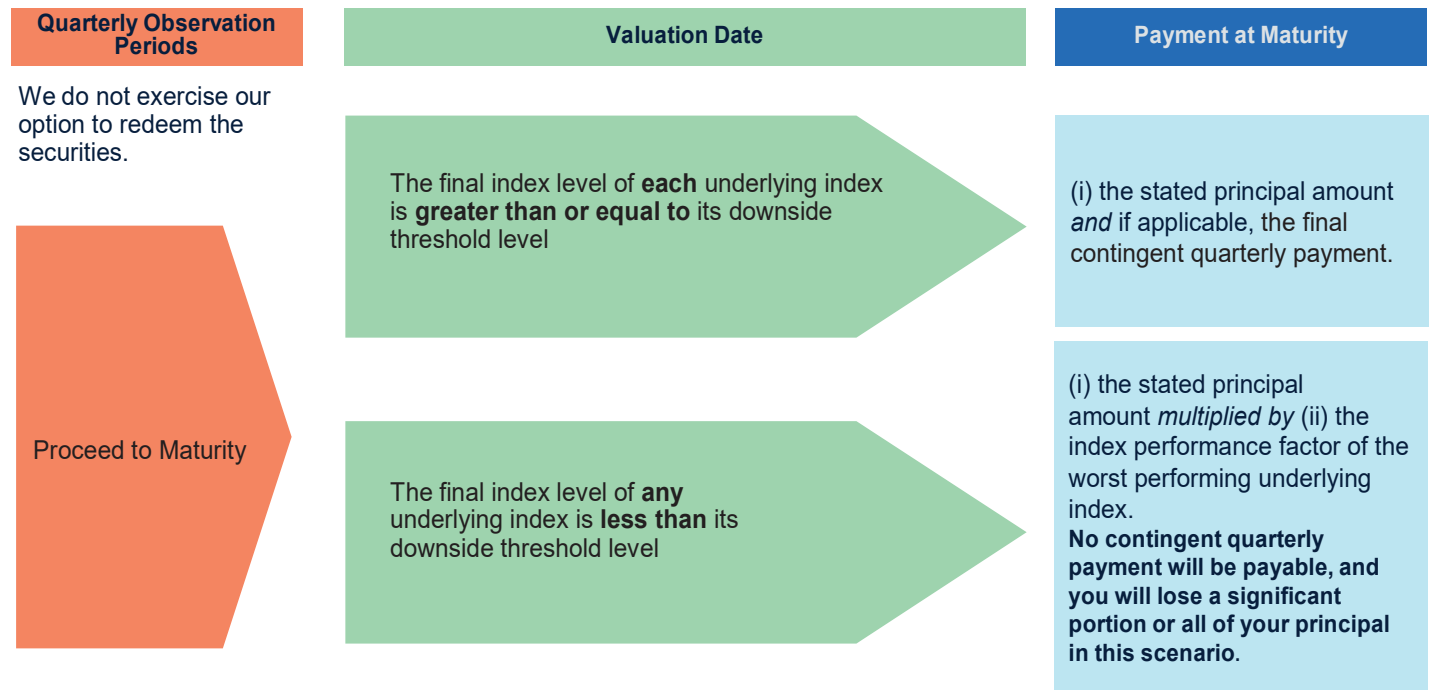 Quarterly Observation
Periods
Valuation Date
Payment at Maturity
We do not exercise our
option to redeem the
securities.
Proceed to Maturity
The final index level of each underlying index
is greater than or equal to its downside
threshold level
(i) the stated principal amount
and if applicable, the final
contingent quarterly payment.
The final index level of any
underlying index is less than its
downside threshold level
(i) the stated principal
amount multiplied by (ii) the
index performance factor of the
worst performing underlying
index.
No contingent quarterly
payment will be payable, and
you will lose a significant
portion or all of your principal
in this scenario.